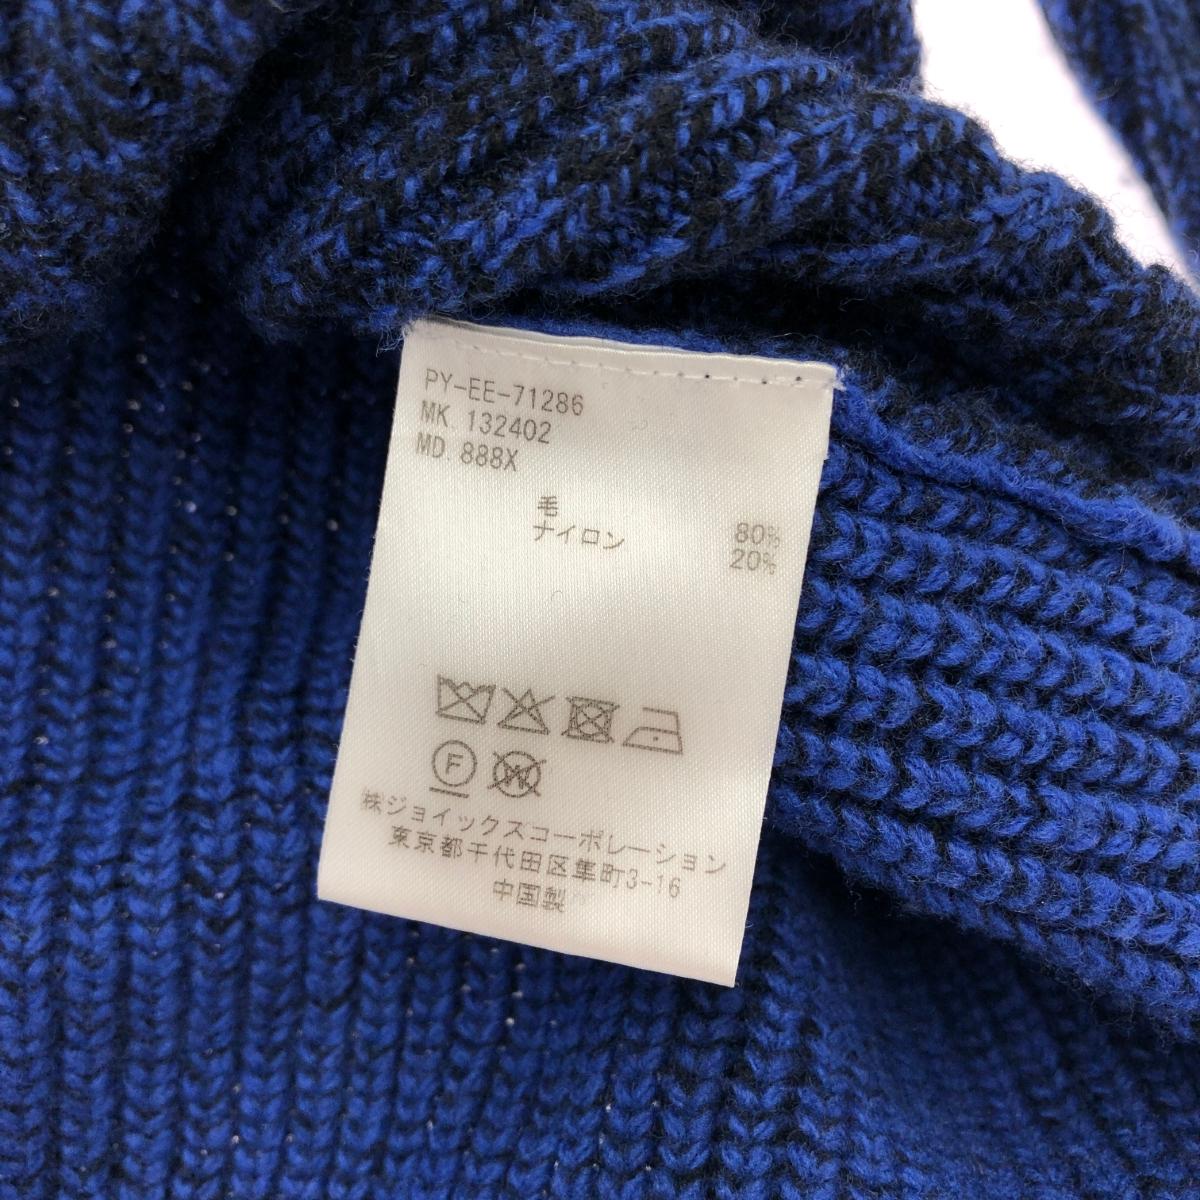 PY-EE-71286
MK. 132402
MD. 888X
毛 80%
ナイロン 20%
F W
㈱ジョイックスコーポレーション
東京都千代田区隼町3-16
中国製